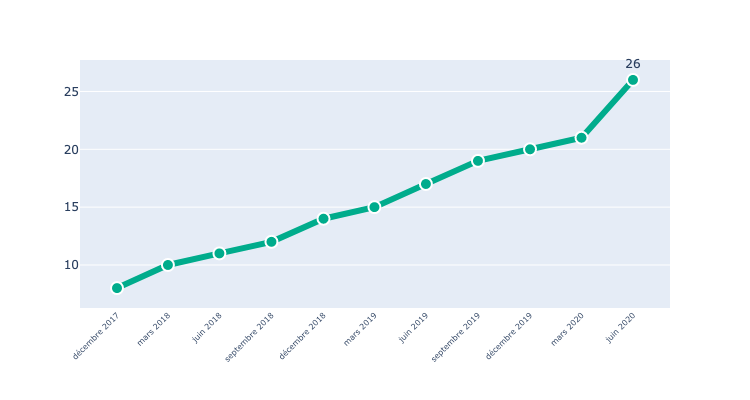 26
25
20
15
10
décembre 2017
mars 2018
juin 2018
septembre 2018
décembre 2018
mars 2019
juin 2019
septembre 2019
décembre 2019
mars 2020
juin 2020